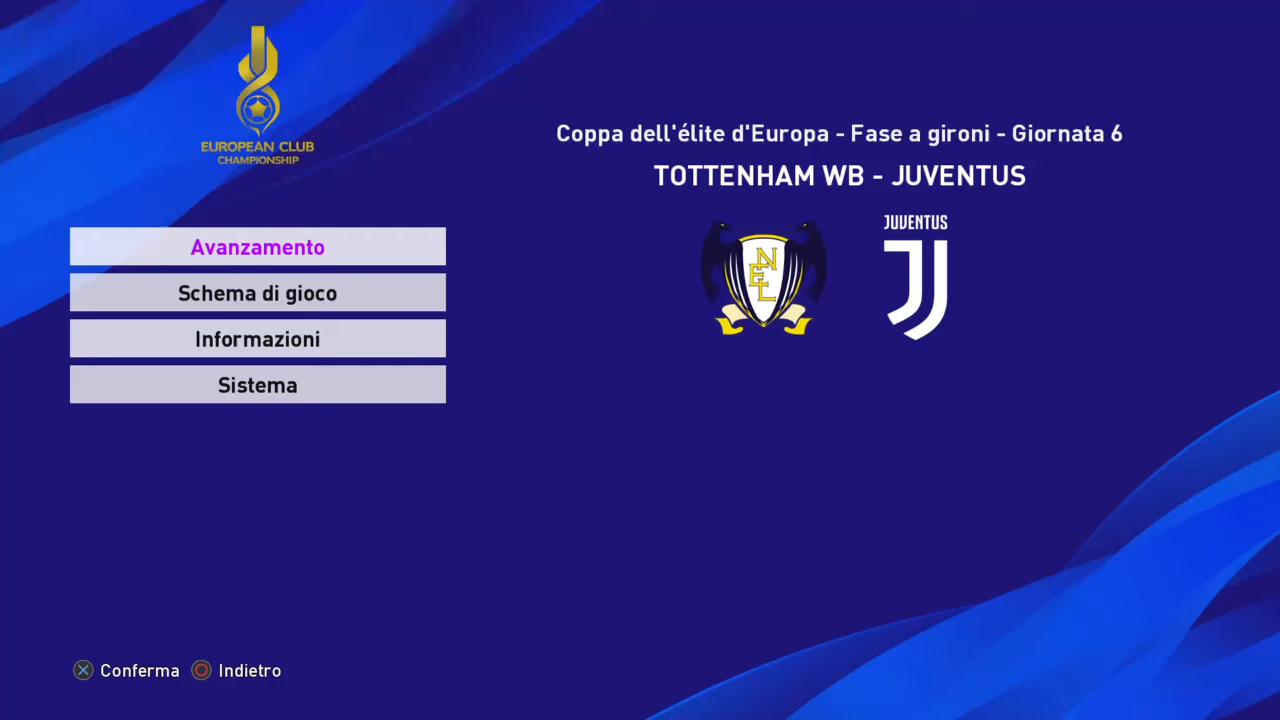 EUROPEAN CLUB
CHAMPIONSHIP
Coppa dell'élite d'Europa - Fase a gironi - Giornata 6
TOTTENHAM WB - JUVENTUS
JUVENTUS
NEL
Avanzamento
Schema di gioco
Informazioni
Sistema
Conferma
Indietro